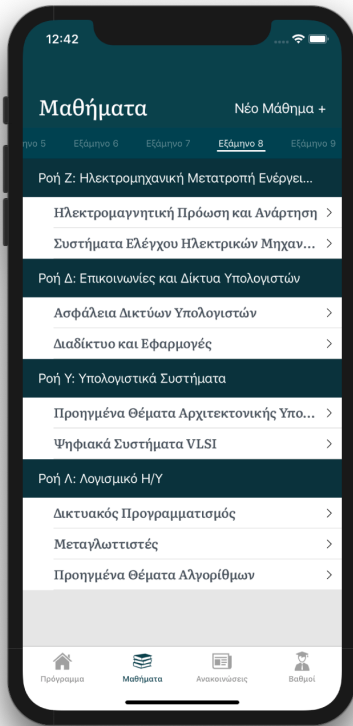 12:42
Μαθήματα
Νέο Μάθημα +
ηνο 5 Εξάμηνο 6 Εξάμηνο 7 Εξάμηνο 8 Εξάμηνο 9
Ροή Ζ: Ηλεκτρομηχανική Μετατροπή Ενέργει...
Ηλεκτρομαγνητική Πρόωση και Ανάρτηση
Συστήματα Ελέγχου Ηλεκτρικών Μηχαν...
Ροή Δ: Επικοινωνίες και Δίκτυα Υπολογιστών
Ασφάλεια Δικτύων Υπολογιστών
Διαδίκτυο και Εφαρμογές
Ροή Υ: Υπολογιστικά Συστήματα
Προηγμένα Θέματα Αρχιτεκτονικής Υπο...
Ψηφιακά Συστήματα VLSI
Ροή Λ: Λογισμικό Η/Υ
Δικτυακός Προγραμματισμός
Μεταγλωττιστές
Προηγμένα Θέματα Αλγορίθμων
Πρόγραμμα Μαθήματα Ανακοινώσεις Βαθμοί